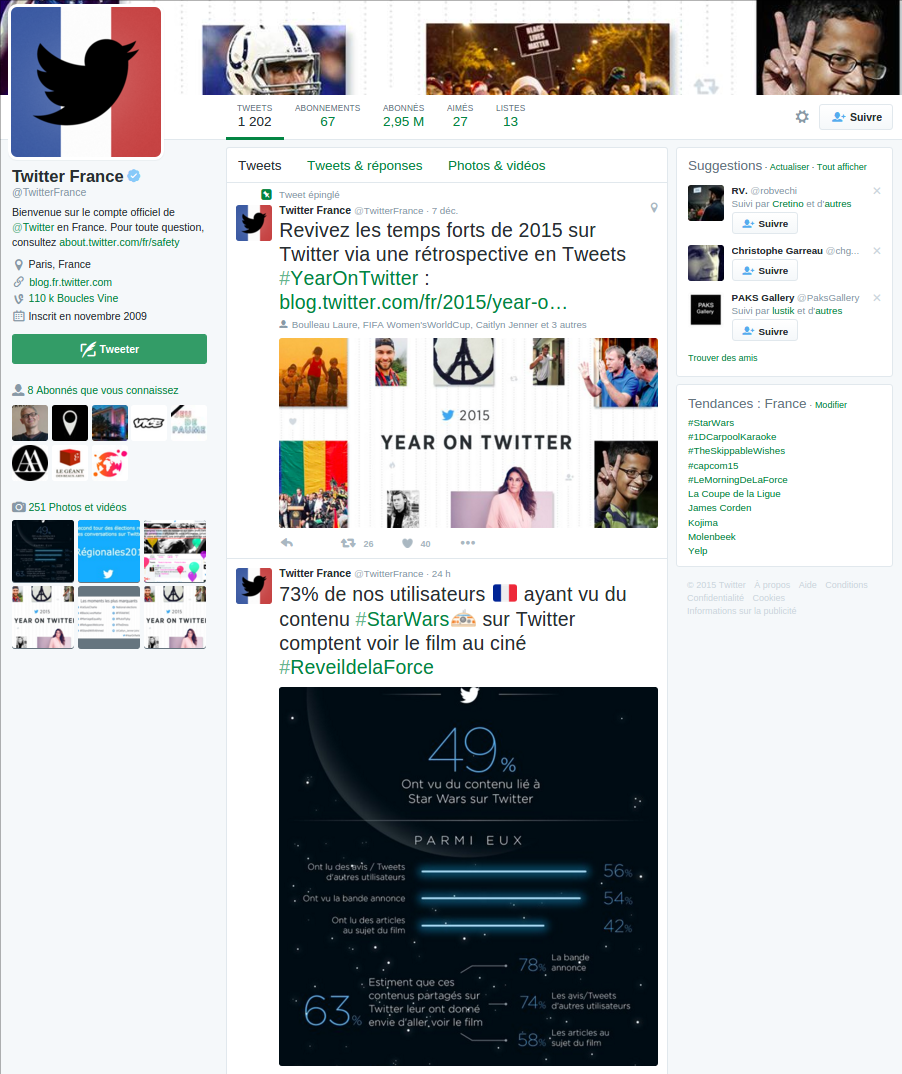 BLACK LIVES MATTER
TWEETS
1 202
ABONNEMENTS
67
ABONNÉS
2,95 M
AIMÉS
27
LISTES
13
Suivre
Twitter France
@TwitterFrance
Bienvenue sur le compte officiel de
@Twitter en France. Pour toute question,
consultez about.twitter.com/fr/safety
Paris, France
blog.fr.twitter.com
110 k Boucles Vine
Inscrit en novembre 2009
Tweeter
8 Abonnés que vous connaissez
VICE
JEU DE PAUME
LE GÉANT
DES BEAUX-ARTS
251 Photos et vidéos
49%
2015
YEAR ON TWITTER
2015
Tweets
Tweets & réponses
Photos & vidéos
Tweet épinglé
Twitter France @TwitterFrance · 7 déc.
Revivez les temps forts de 2015 sur
Twitter via une rétrospective en Tweets
#YearOnTwitter :
blog.twitter.com/fr/2015/year-o…
Boulleau Laure, FIFA Women'sWorldCup, Caitlyn Jenner et 3 autres
2015
YEAR ON TWITTER
26
40
Twitter France @TwitterFrance · 24 h
73% de nos utilisateurs 🇫🇷 ayant vu du
contenu #StarWars sur Twitter
comptent voir le film au ciné
#ReveildelaForce
49%
Ont vu du contenu lié à
Star Wars sur Twitter
PARMI EUX
Ont lu des avis / Tweets
d'autres utilisateurs
56%
Ont vu la bande annonce
54%
Ont lu des articles
au sujet du film
42%
63%
Estiment que ces
contenus partagés sur
Twitter leur ont donné
envie d'aller voir le film
78%
La bande
annonce
74%
Les avis/Tweets
d'autres utilisateurs
58%
Les articles au
sujet du film
Suggestions · Actualiser · Tout afficher
RV. @robvechi
Suivi par Cretino et d'autres
Suivre
Christophe Garreau @chg...
Suivre
PAKS
Gallery
PAKS Gallery @PaksGallery
Suivi par lustik et d'autres
Suivre
Trouver des amis
Tendances : France · Modifier
#StarWars
#1DCarpoolKaraoke
#TheSkippableWishes
#capcom15
#LeMorningDeLaForce
La Coupe de la Ligue
James Corden
Kojima
Molenbeek
Yelp
© 2015 Twitter À propos Aide Conditions
Confidentialité Cookies
Informations sur la publicité